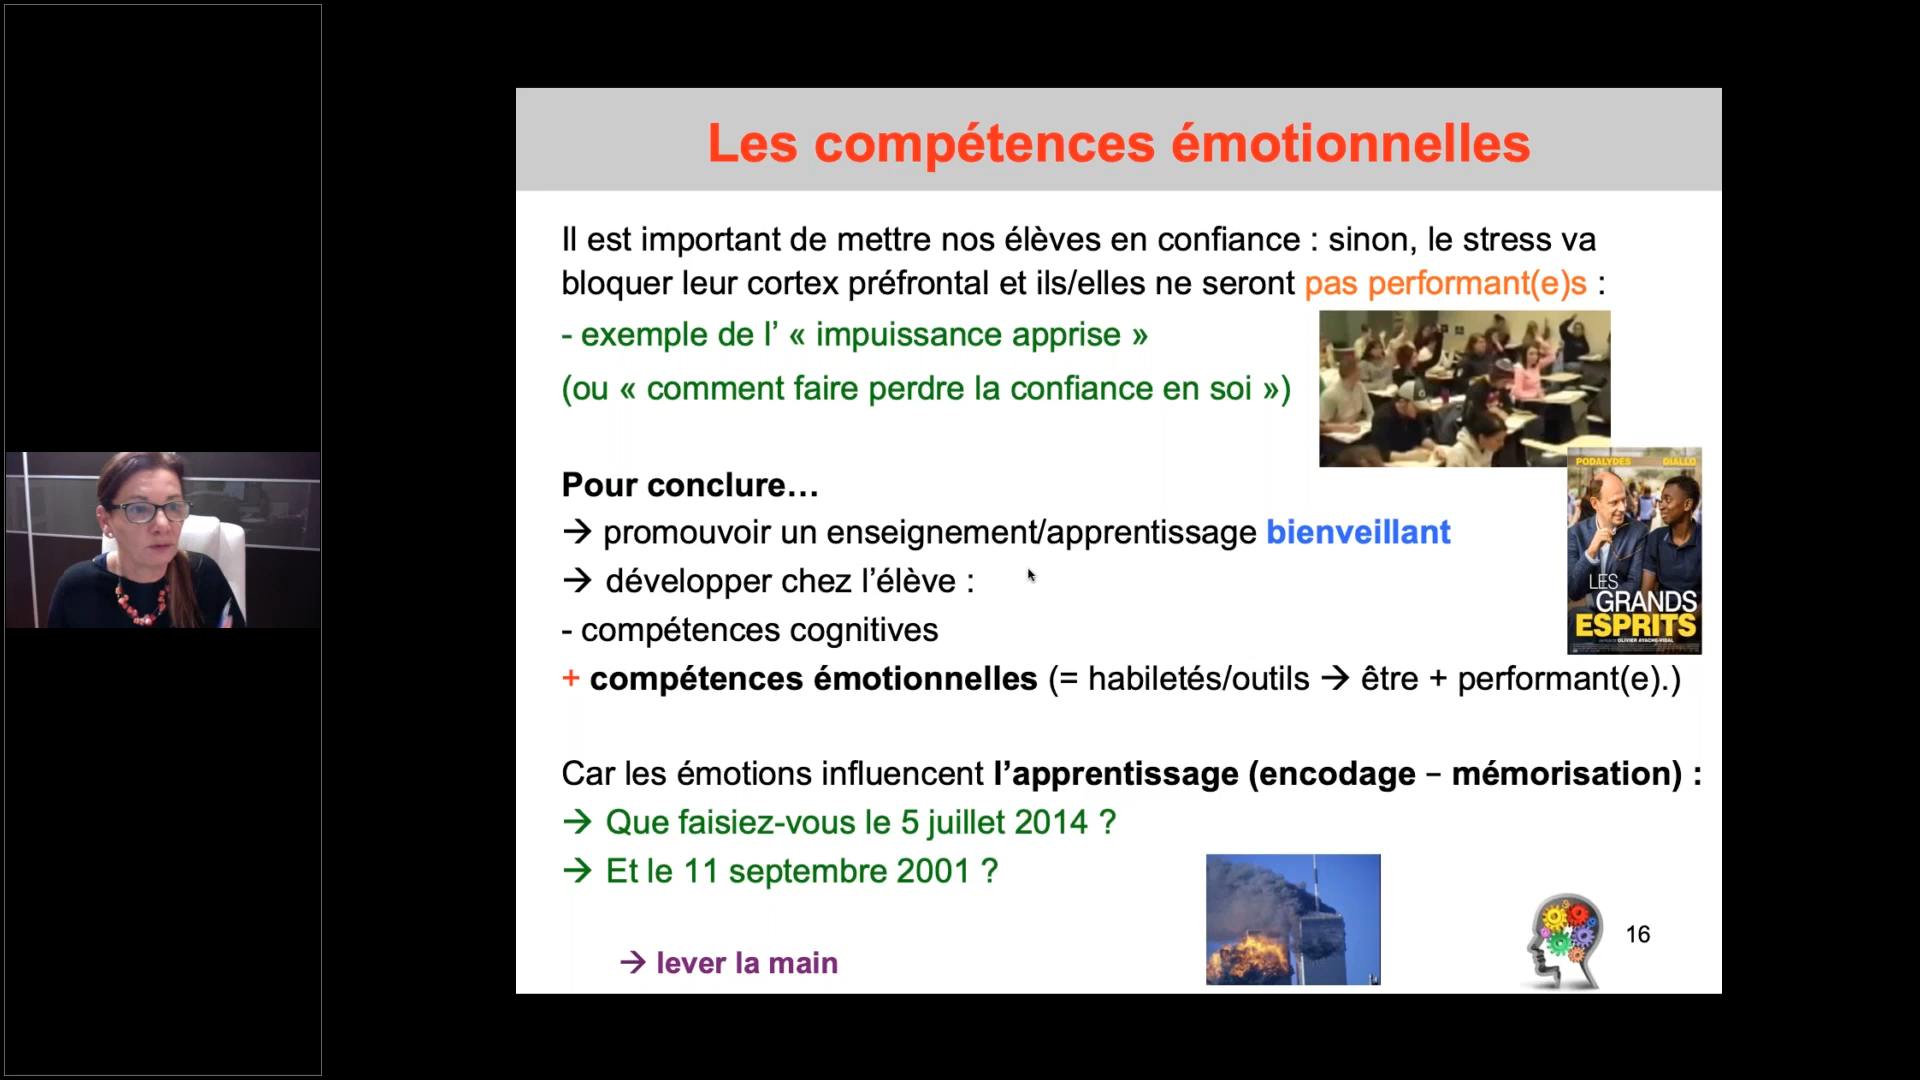 Les compétences émotionnelles
Il est important de mettre nos élèves en confiance : sinon, le stress va
bloquer leur cortex préfrontal et ils/elles ne seront pas performant(e)s :
- exemple de l’ « impuissance apprise »
(ou « comment faire perdre la confiance en soi »)
PODALYDÈS DIALLO
LES
GRANDS
ESPRITS
Pour conclure…
→ promouvoir un enseignement/apprentissage bienveillant
→ développer chez l’élève :
- compétences cognitives
+ compétences émotionnelles (= habiletés/outils → être + performant(e).)
Car les émotions influencent l’apprentissage (encodage – mémorisation) :
→ Que faisiez-vous le 5 juillet 2014 ?
→ Et le 11 septembre 2001 ?
→ lever la main
16